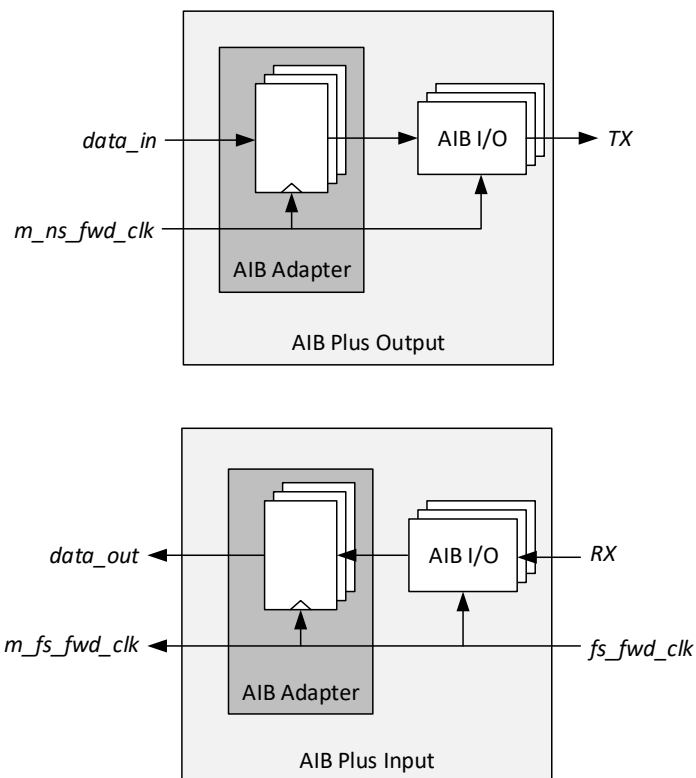 data_in
AIB I/O
TX
m_ns_fwd_clk
AIB Adapter
AIB Plus Output
data_out
AIB I/O
RX
m_fs_fwd_clk
fs_fwd_clk
AIB Adapter
AIB Plus Input